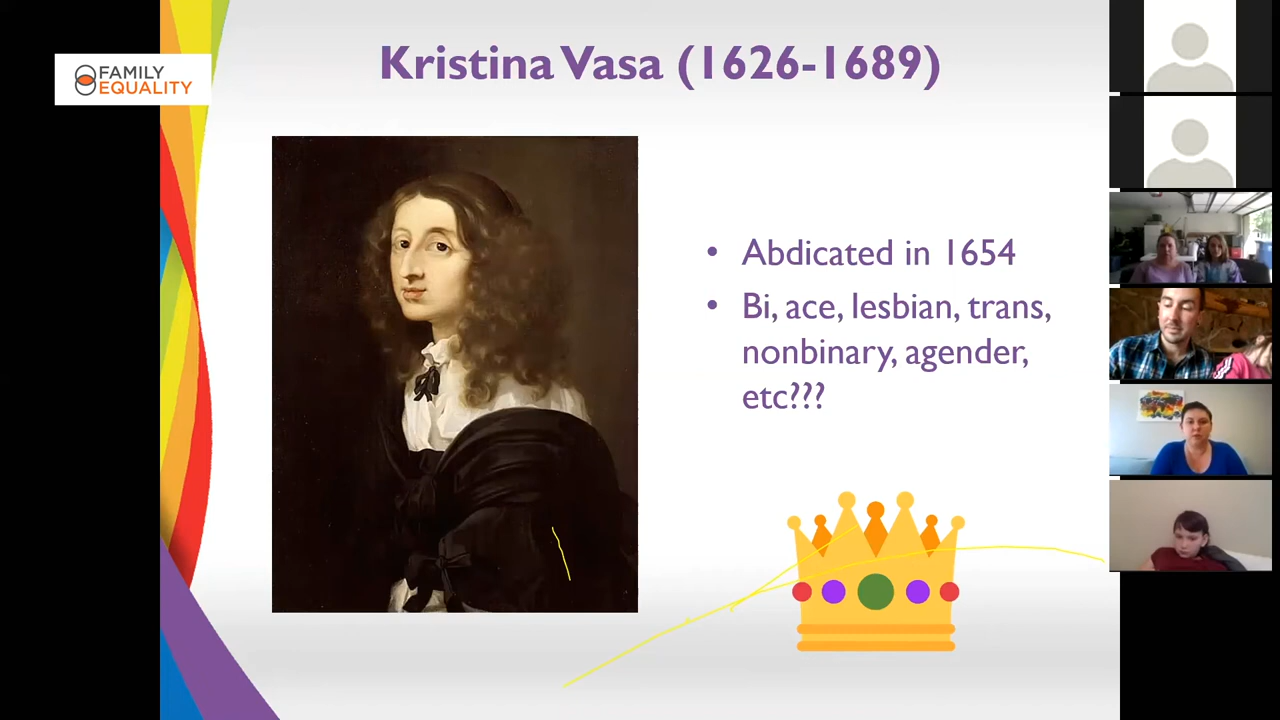 FAMILY
EQUALITY
Kristina Vasa (1626-1689)
• Abdicated in 1654
• Bi, ace, lesbian, trans,
nonbinary, agender,
etc???